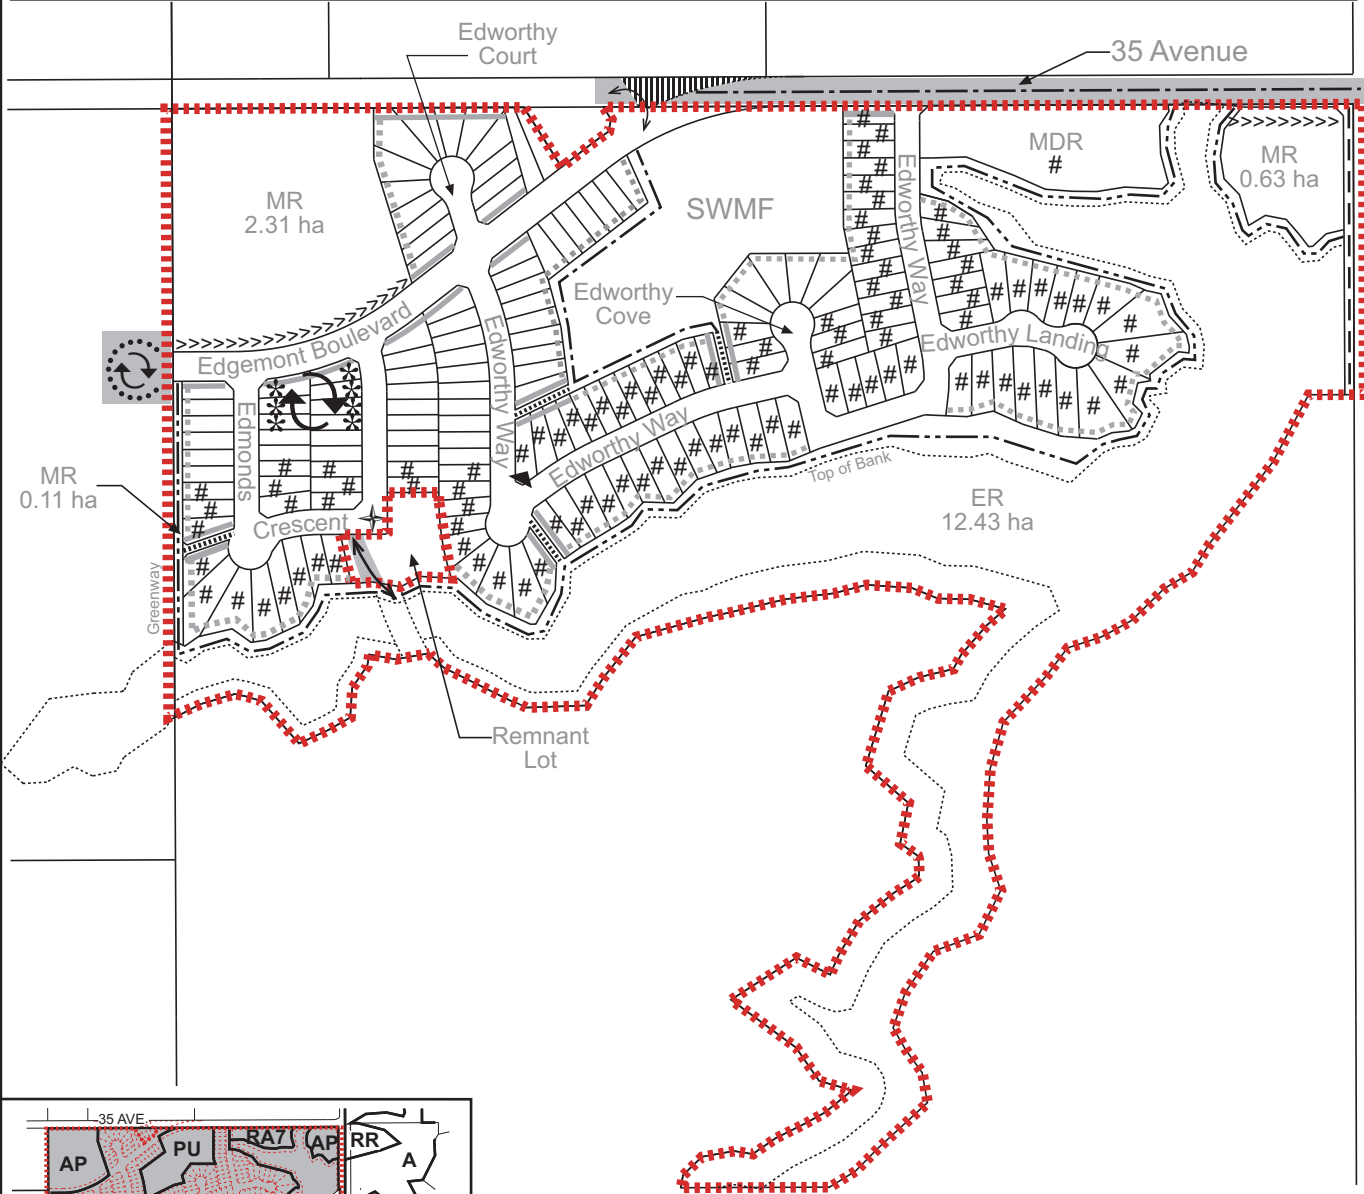 Edworthy
Court
35 Avenue
MDR
#
MR
0.63 ha
MR
2.31 ha
SWMF
Edworthy Way
Edworthy
Cove
Edgemont Boulevard
Edworthy Way
Edworthy Landing
Edmonds
Crescent
Edworthy Way
Top of Bank
MR
0.11 ha
ER
12.43 ha
Greenway
Remnant
Lot
35 AVE
AP
PU
RA7
AP
RR
A